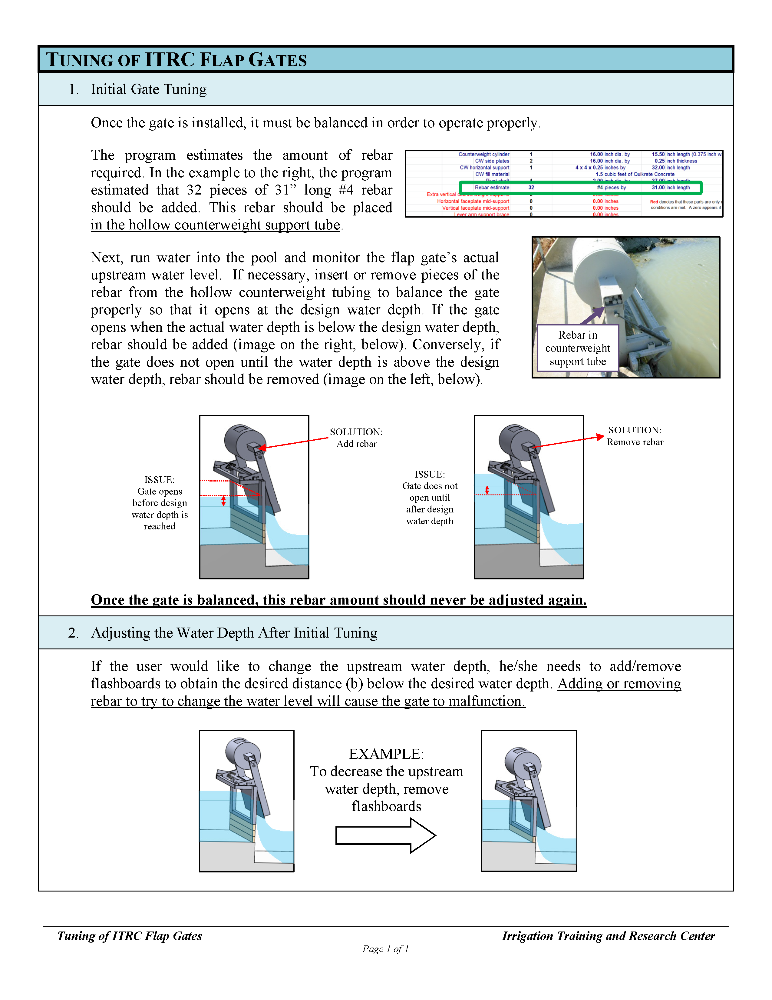 TUNING OF ITRC FLAP GATES
1. Initial Gate Tuning
Once the gate is installed, it must be balanced in order to operate properly.
The program estimates the amount of rebar
required. In the example to the right, the program
estimated that 32 pieces of 31” long #4 rebar
should be added. This rebar should be placed
in the hollow counterweight support tube.
Counterweight cylinder 1 16.00 inch dia. by 15.50 inch length (0.375 inch
CW side plates 2 16.00 inch dia. by 0.25 inch thickness
CW horizontal support 1 4 x 4 x 0.25 inches by 32.00 inch length
CW fill material 1.5 cubic feet of Quikrete Concrete
Pivot shaft 1 2.00 inch dia. by 37.00 inch length
Rebar estimate 32 #4 pieces by 31.00 inch length
Extra vertical counterweight supports 0 0.00 inches
Horizontal faceplate mid-support 0 0.00 inches Red denotes that these parts are only
Vertical faceplate mid-support 0 0.00 inches conditions are met. A zero appears if
Lever arm support brace 0 0.00 inches
Next, run water into the pool and monitor the flap gate’s actual
upstream water level. If necessary, insert or remove pieces of the
rebar from the hollow counterweight tubing to balance the gate
properly so that it opens at the design water depth. If the gate
opens when the actual water depth is below the design water depth,
rebar should be added (image on the right, below). Conversely, if
the gate does not open until the water depth is above the design
water depth, rebar should be removed (image on the left, below).
Rebar in
counterweight
support tube
SOLUTION:
Add rebar
ISSUE:
Gate opens
before design
water depth is
reached
SOLUTION:
Remove rebar
ISSUE:
Gate does not
open until
after design
water depth
Once the gate is balanced, this rebar amount should never be adjusted again.
2. Adjusting the Water Depth After Initial Tuning
If the user would like to change the upstream water depth, he/she needs to add/remove
flashboards to obtain the desired distance (b) below the desired water depth. Adding or removing
rebar to try to change the water level will cause the gate to malfunction.
EXAMPLE:
To decrease the upstream
water depth, remove
flashboards
Tuning of ITRC Flap Gates Irrigation Training and Research Center
Page 1 of 1